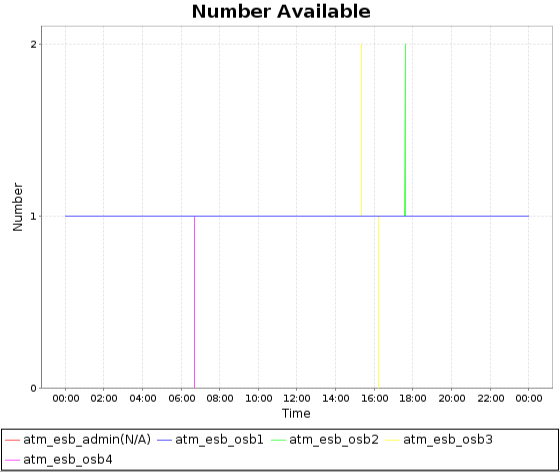 Number Available
2
1
0
Number
00:00 02:00 04:00 06:00 08:00 10:00 12:00 14:00 16:00 18:00 20:00 22:00 00:00
Time
atm_esb_admin(N/A) atm_esb_osb1 atm_esb_osb2 atm_esb_osb3
atm_esb_osb4